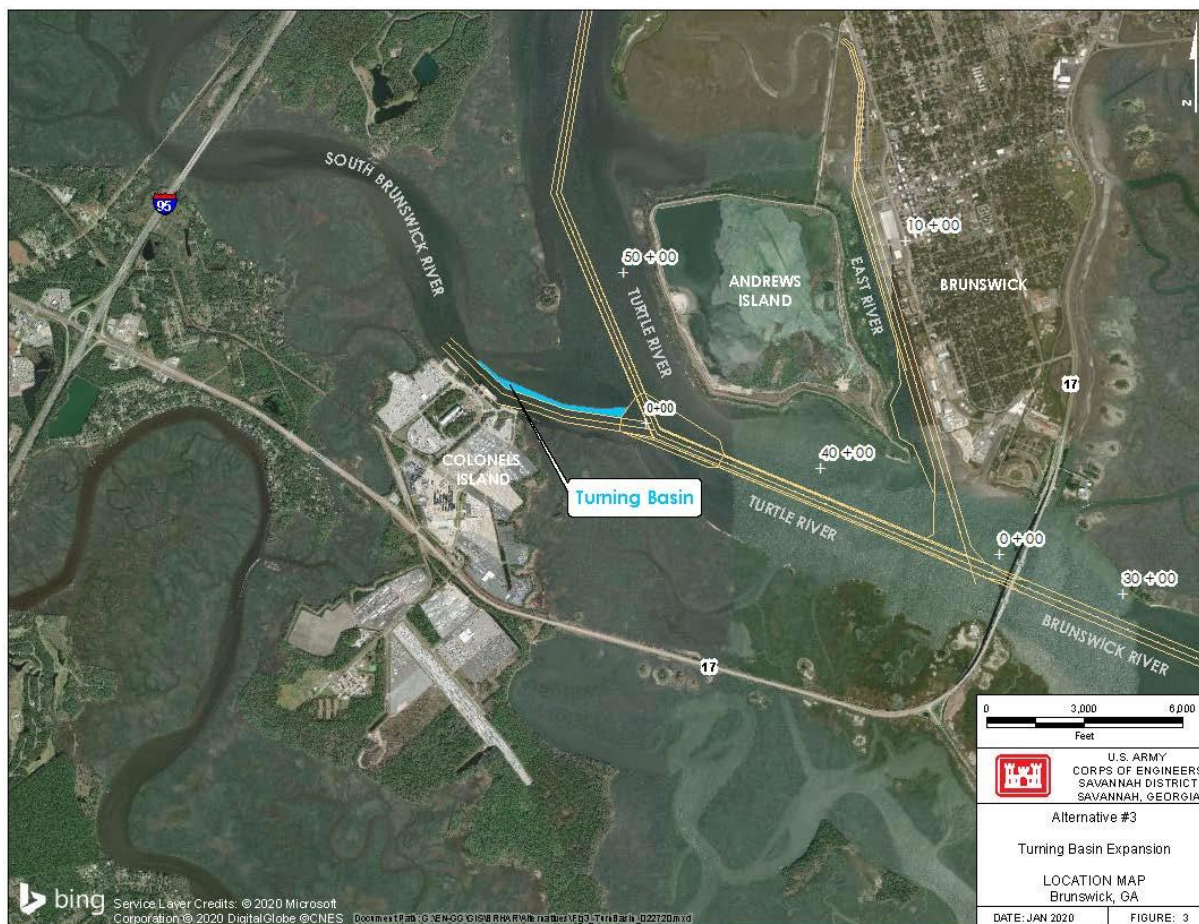 N
SOUTH BRUNSWICK RIVER
95
10 + 00
50 + 00
ANDREWS
ISLAND
EAST RIVER
BRUNSWICK
TURTLE RIVER
17
0+00
40 + 00
COLONELS
ISLAND
Turning Basin
TURTLE RIVER
0 + 00
30 + 00
BRUNSWICK RIVER
17
0 3,000 6,000
Feet
U.S. ARMY
CORPS OF ENGINEERS
SAVANNAH DISTRICT
SAVANNAH, GEORGIA
Alternative #3
Turning Basin Expansion
LOCATION MAP
Brunswick, GA
DATE: JAN 2020 FIGURE: 3
bing
Service Layer Credits: © 2020 Microsoft
Corporation © 2020 DigitalGlobe ©CNES